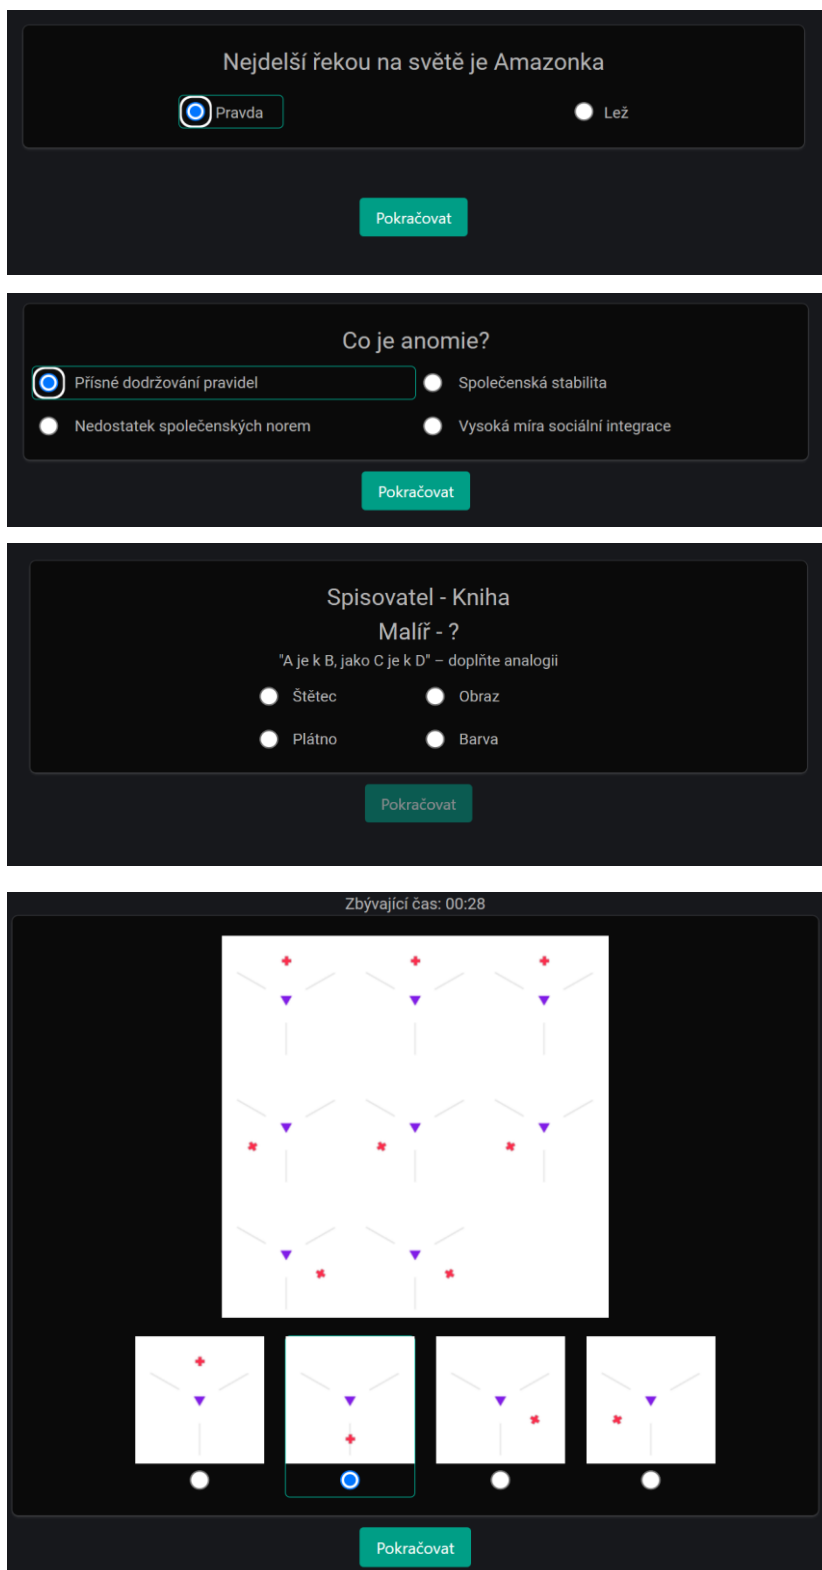 Nejdelší řekou na světě je Amazonka
Pravda Lež
Pokračovat
Co je anomie?
Přísné dodržování pravidel Společenská stabilita
Nedostatek společenských norem Vysoká míra sociální integrace
Pokračovat
Spisovatel - Kniha
Malíř - ?
"A je k B, jako C je k D" – doplňte analogii
Štětec Obraz
Plátno Barva
Pokračovat
Zbývající čas: 00:28
Pokračovat